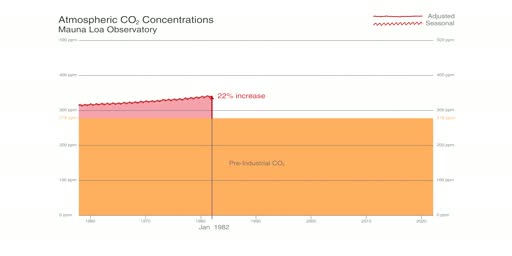 Atmospheric CO₂ Concentrations
Mauna Loa Observatory
Adjusted
Seasonal
500 ppm 500 ppm
400 ppm 400 ppm
22% increase
300 ppm 300 ppm
278 ppm 278 ppm
200 ppm 200 ppm
Pre-Industrial CO₂
100 ppm 100 ppm
0 ppm 0 ppm
1960 1970 1980 1990 2000 2010 2020
Jan 1982